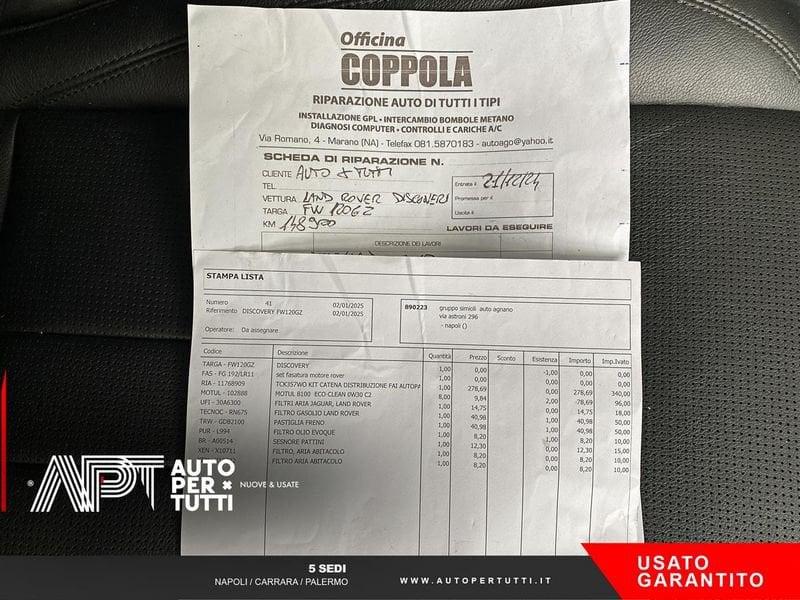 Officina
COPPOLA
RIPARAZIONE AUTO DI TUTTI I TIPI
INSTALLAZIONE GPL • INTERCAMBIO BOMBOLE METANO
DIAGNOSI COMPUTER • CONTROLLI E CARICHE A/C
Via Romano, 4 - Marano (NA) - Telefax 081.5870183 - autoago@yahoo.it
SCHEDA DI RIPARAZIONE N.
CLIENTE AUTO X TUTTI
TEL
Entrata il 21/12/24
VETTURA LAND ROVER DISCOVERY
Promessa per il
TARGA FW 120GZ
Uscita il
KM 148900
LAVORI DA ESEGUIRE
DESCRIZIONE DEI LAVORI
STAMPA LISTA
Numero 41 02/01/2025
Riferimento DISCOVERY FW120GZ 02/01/2025
Operatore: Da assegnare
890223 gruppo simioli auto agnano
via astroni 296
- napoli ()
Codice Descrizione Quantità Prezzo Sconto Esistenza Importo Imp.Ivato
TARGA - FW120GZ DISCOVERY 1,00 0,00 -1,00 0,00 0,00
FAS - FG 192/LR11 set fasatura motore rover 1,00 0,00 0,00 0,00 0,00
RIA - 11768909 TCK357WO KIT CATENA DISTRIBUZIONE FAI AUTOPA 1,00 278,69 0,00 278,69 340,00
MOTUL - 102888 MOTUL 8100 ECO CLEAN 0W30 C2 8,00 9,84 2,00 78,69 96,00
UFI - 30A6300 FILTRI ARIA JAGUAR, LAND ROVER 1,00 14,75 0,00 14,75 18,00
TECNOC - RN675 FILTRO GASOLIO LAND ROVER 1,00 40,98 0,00 40,98 50,00
TRW - GDB2100 PASTIGLIA FRENO 1,00 40,98 1,00 40,98 50,00
PUR - L994 FILTRO OLIO EVOQUE 1,00 8,20 1,00 8,20 10,00
BR - A00514 SESNORE PATTINI 1,00 12,30 0,00 12,30 15,00
XEN - X10711 FILTRO, ARIA ABITACOLO 1,00 8,20 0,00 8,20 10,00
FILTRO ARIA ABITACOLO 1,00 8,20 0,00 8,20 10,00
® APT AUTO PER TUTTI
NUOVE & USATE
5 SEDI
NAPOLI / CARRARA / PALERMO
WWW.AUTOPERTUTTI.IT
USATO
GARANTITO